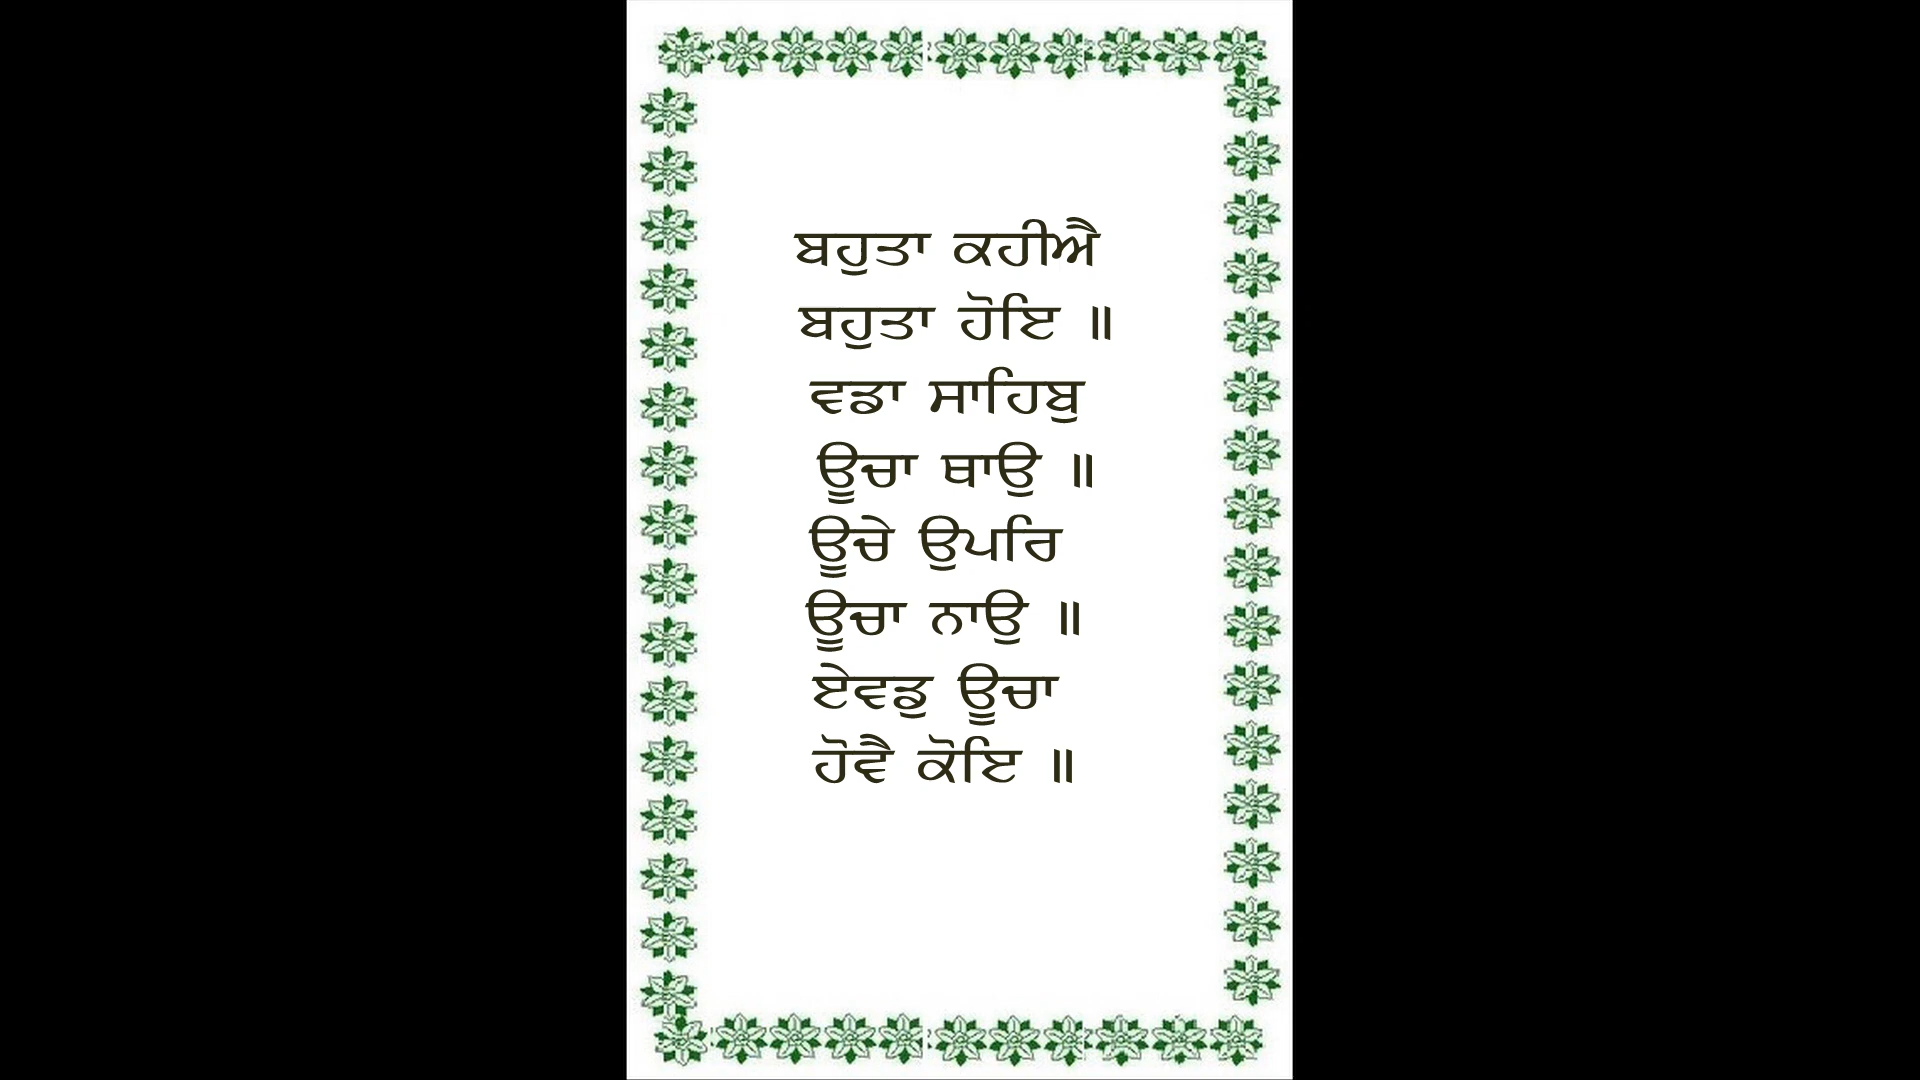 ਬਹੁਤਾ ਕਹੀਐ
ਬਹੁਤਾ ਹੋਇ ॥
ਵਡਾ ਸਾਹਿਬੁ
ਊਚਾ ਥਾਉ ॥
ਊਚੇ ਉਪਰਿ
ਊਚਾ ਨਾਉ ॥
ਏਵਡੁ ਊਚਾ
ਹੋਵੈ ਕੋਇ ॥